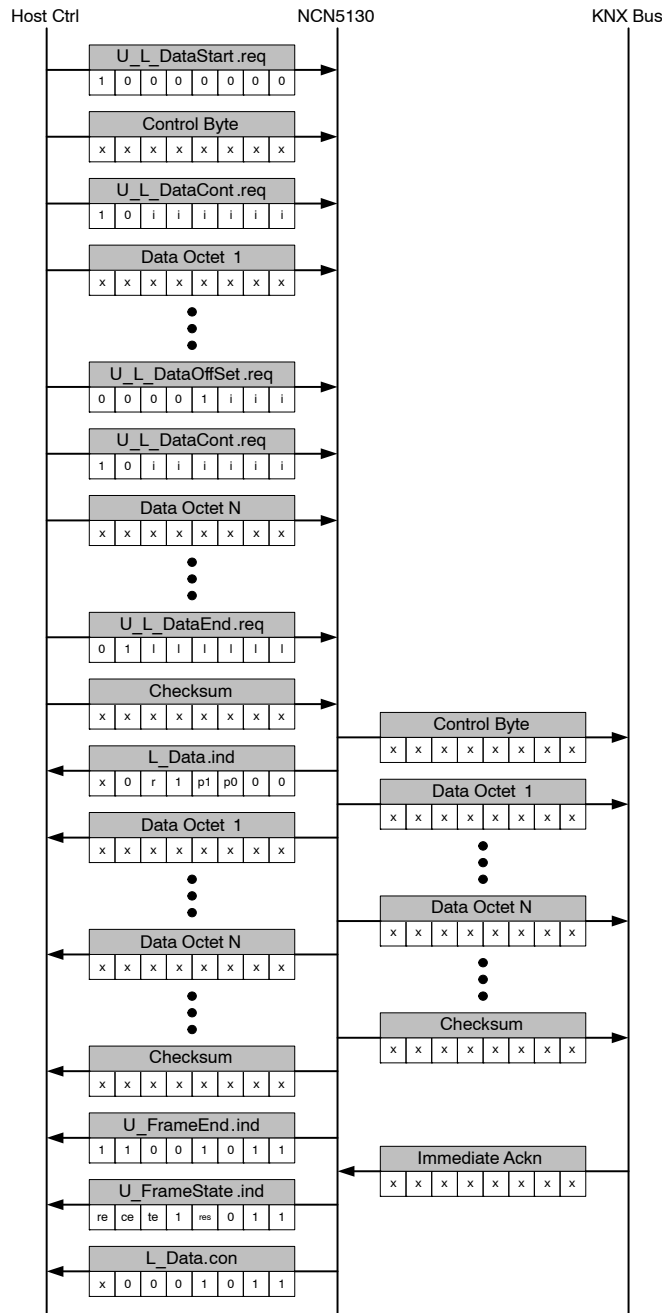 Host Ctrl NCN5130 KNX Bus
U_L_DataStart.req
1 0 0 0 0 0 0 0
Control Byte
x x x x x x x x
U_L_DataCont.req
1 0 i i i i i i
Data Octet 1
x x x x x x x x
U_L_DataOffSet.req
0 0 0 0 1 i i i
U_L_DataCont.req
1 0 i i i i i i
Data Octet N
x x x x x x x x
U_L_DataEnd.req
0 1 l l l l l l
Checksum
x x x x x x x x
Control Byte
x x x x x x x x
L_Data.ind
x 0 r 1 p1 p0 0 0
Data Octet 1
x x x x x x x x
Data Octet 1
x x x x x x x x
Data Octet N
x x x x x x x x
Data Octet N
x x x x x x x x
Checksum
x x x x x x x x
Checksum
x x x x x x x x
U_FrameEnd.ind
1 1 0 0 1 0 1 1
Immediate Ackn
x x x x x x x x
U_FrameState.ind
re ce te 1 res 0 1 1
L_Data.con
x 0 0 0 1 0 1 1